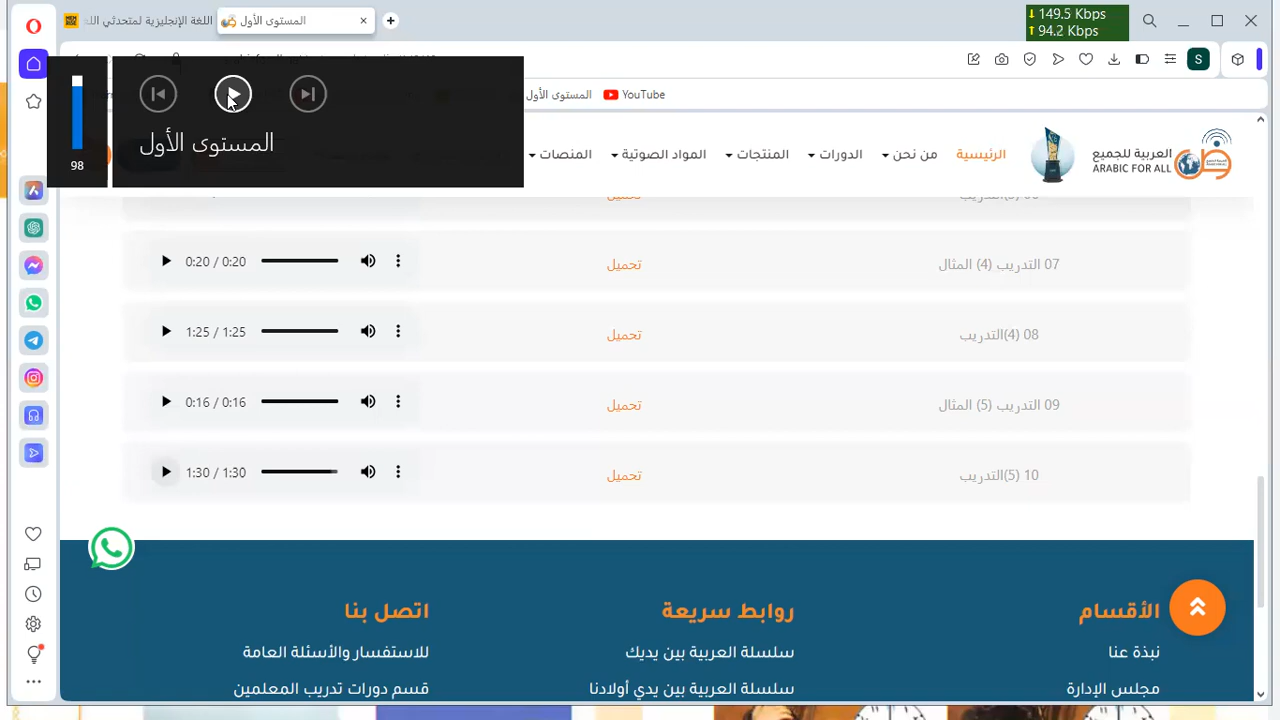 اللغة الإنجليزية لمتحدثي الل
المستوى الأول
149.5 Kbps
94.2 Kbps
S
98
المستوى الأول
المستوى الأول
YouTube
العربية للجميع
ARABIC FOR ALL
الرئيسية
من نحن
الدورات
المنتجات
المواد الصوتية
المنصات
0:20 / 0:20
تحميل
07 التدريب (4) المثال
1:25 / 1:25
تحميل
08 (4)التدريب
0:16 / 0:16
تحميل
09 التدريب (5) المثال
1:30 / 1:30
تحميل
10 (5)التدريب
الأقسام
روابط سريعة
اتصل بنا
نبذة عنا
سلسلة العربية بين يديك
للاستفسار والأسئلة العامة
مجلس الإدارة
سلسلة العربية بين يدي أولادنا
قسم دورات تدريب المعلمين